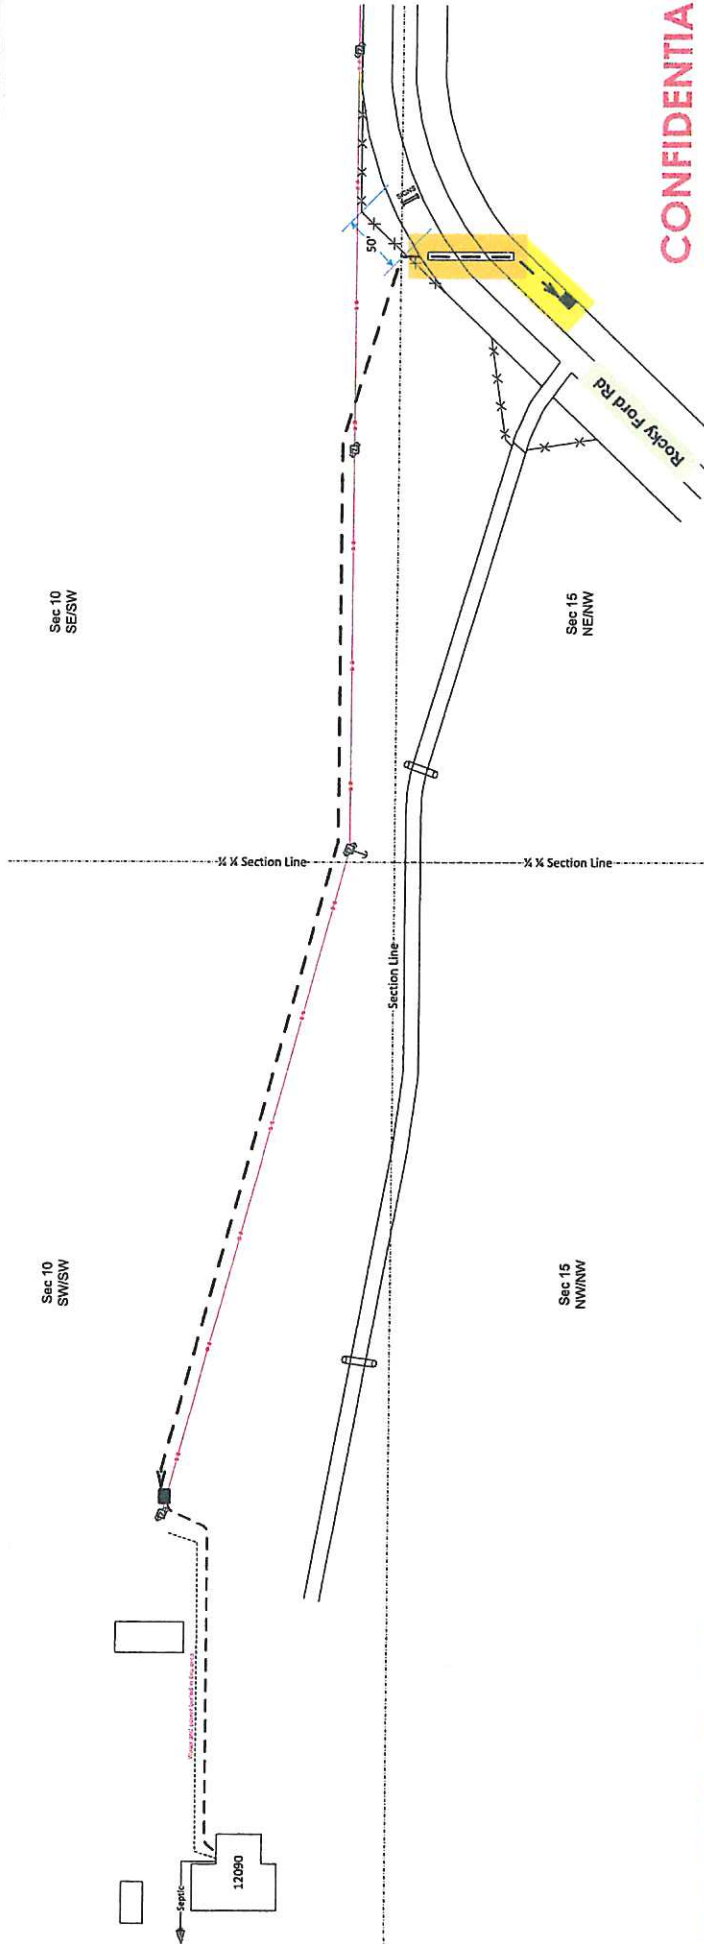 CONFIDENTIA
SIGNS
50'
Rocky Ford Rd
Sec 10
SE/SW
Sec 15
NE/NW
¼ ¼ Section Line
¼ ¼ Section Line
Section Line
Sec 10
SW/SW
Sec 15
NW/NW
12090
Septic